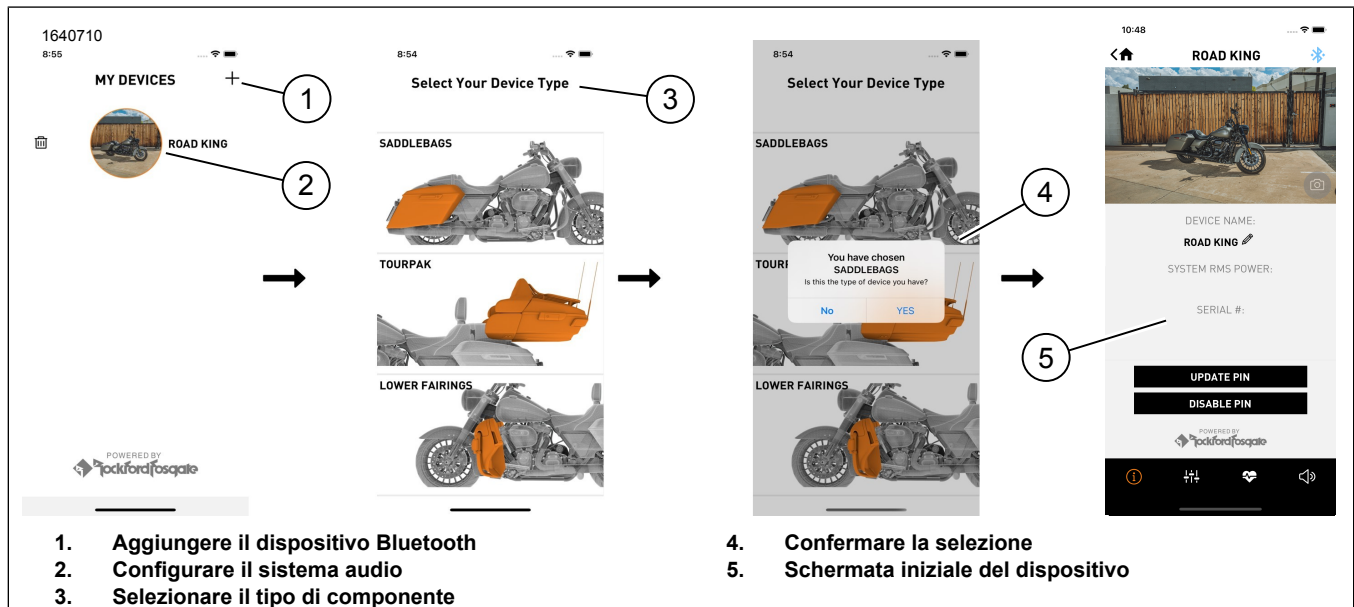 1640710
8:55
MY DEVICES +
1
ROAD KING
2
POWERED BY
Rockford Fosgate
8:54
Select Your Device Type
3
SADDLEBAGS
TOURPAK
LOWER FAIRINGS
8:54
Select Your Device Type
SADDLEBAGS
4
You have chosen
SADDLEBAGS
Is this the type of device you have?
No YES
TOURP
LOWER FAIRINGS
10:48
ROAD KING
DEVICE NAME:
ROAD KING
SYSTEM RMS POWER:
SERIAL #:
5
UPDATE PIN
DISABLE PIN
POWERED BY
Rockford Fosgate
1. Aggiungere il dispositivo Bluetooth
2. Configurare il sistema audio
3. Selezionare il tipo di componente
4. Confermare la selezione
5. Schermata iniziale del dispositivo